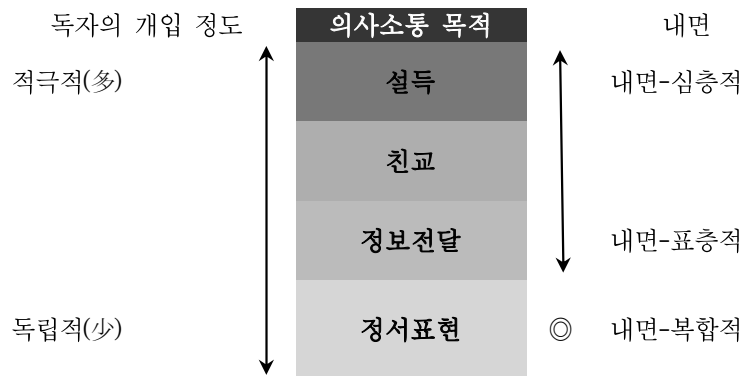 독자의 개입 정도 의사소통 목적 내면
적극적(多) 설득 내면-심층적
친교
정보전달 내면-표층적
독립적(少) 정서표현 ◎ 내면-복합적